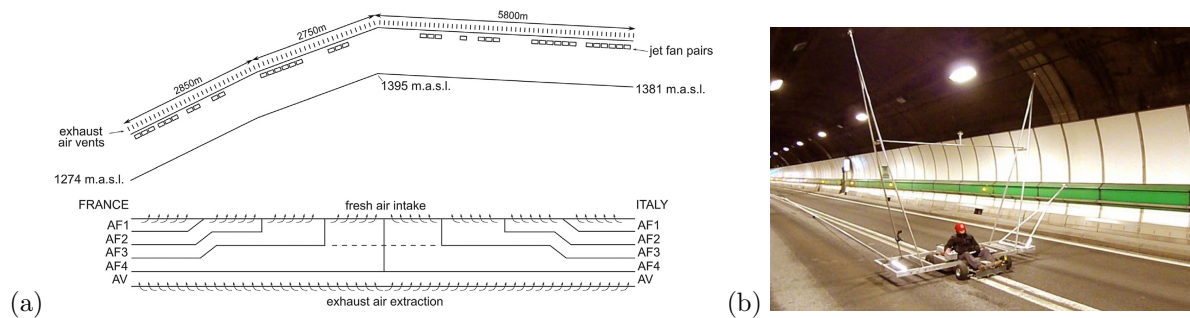 (a)
2850m
2750m
5800m
jet fan pairs
exhaust
air vents
1395 m.a.s.l.
1381 m.a.s.l.
1274 m.a.s.l.
FRANCE
fresh air intake
ITALY
AF1
AF1
AF2
AF2
AF3
AF3
AF4
AF4
AV
AV
exhaust air extraction
(b)